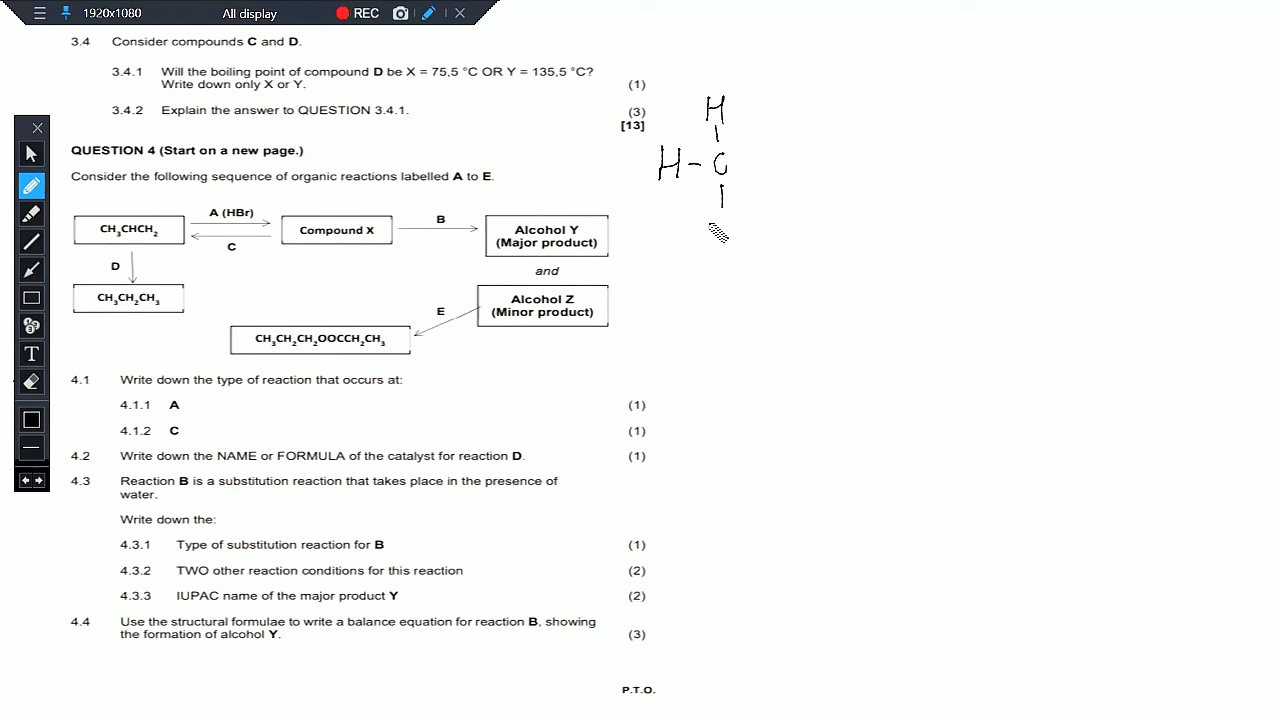 1920x1080 All display REC
3.4 Consider compounds C and D.
3.4.1 Will the boiling point of compound D be X = 75,5 °C OR Y = 135,5 °C?
Write down only X or Y. (1)
3.4.2 Explain the answer to QUESTION 3.4.1. (3)
[13]
QUESTION 4 (Start on a new page.)
Consider the following sequence of organic reactions labelled A to E.
A (HBr)
B
CH₃CHCH₂
Compound X
Alcohol Y
(Major product)
C
D
and
CH₃CH₂CH₃
Alcohol Z
(Minor product)
E
CH₃CH₂CH₂OOCCH₂CH₃
4.1 Write down the type of reaction that occurs at:
4.1.1 A (1)
4.1.2 C (1)
4.2 Write down the NAME or FORMULA of the catalyst for reaction D. (1)
4.3 Reaction B is a substitution reaction that takes place in the presence of
water.
Write down the:
4.3.1 Type of substitution reaction for B (1)
4.3.2 TWO other reaction conditions for this reaction (2)
4.3.3 IUPAC name of the major product Y (2)
4.4 Use the structural formulae to write a balance equation for reaction B, showing
the formation of alcohol Y. (3)
P.T.O.
H
H - C
T